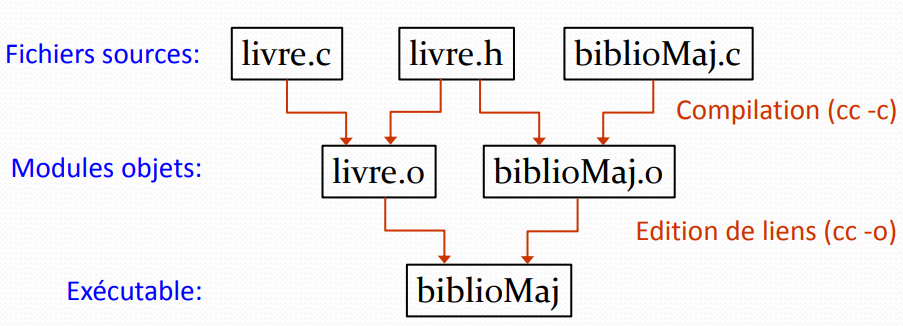 Fichiers sources: livre.c livre.h biblioMaj.c
Compilation (cc -c)
Modules objets: livre.o biblioMaj.o
Edition de liens (cc -o)
Exécutable: biblioMaj